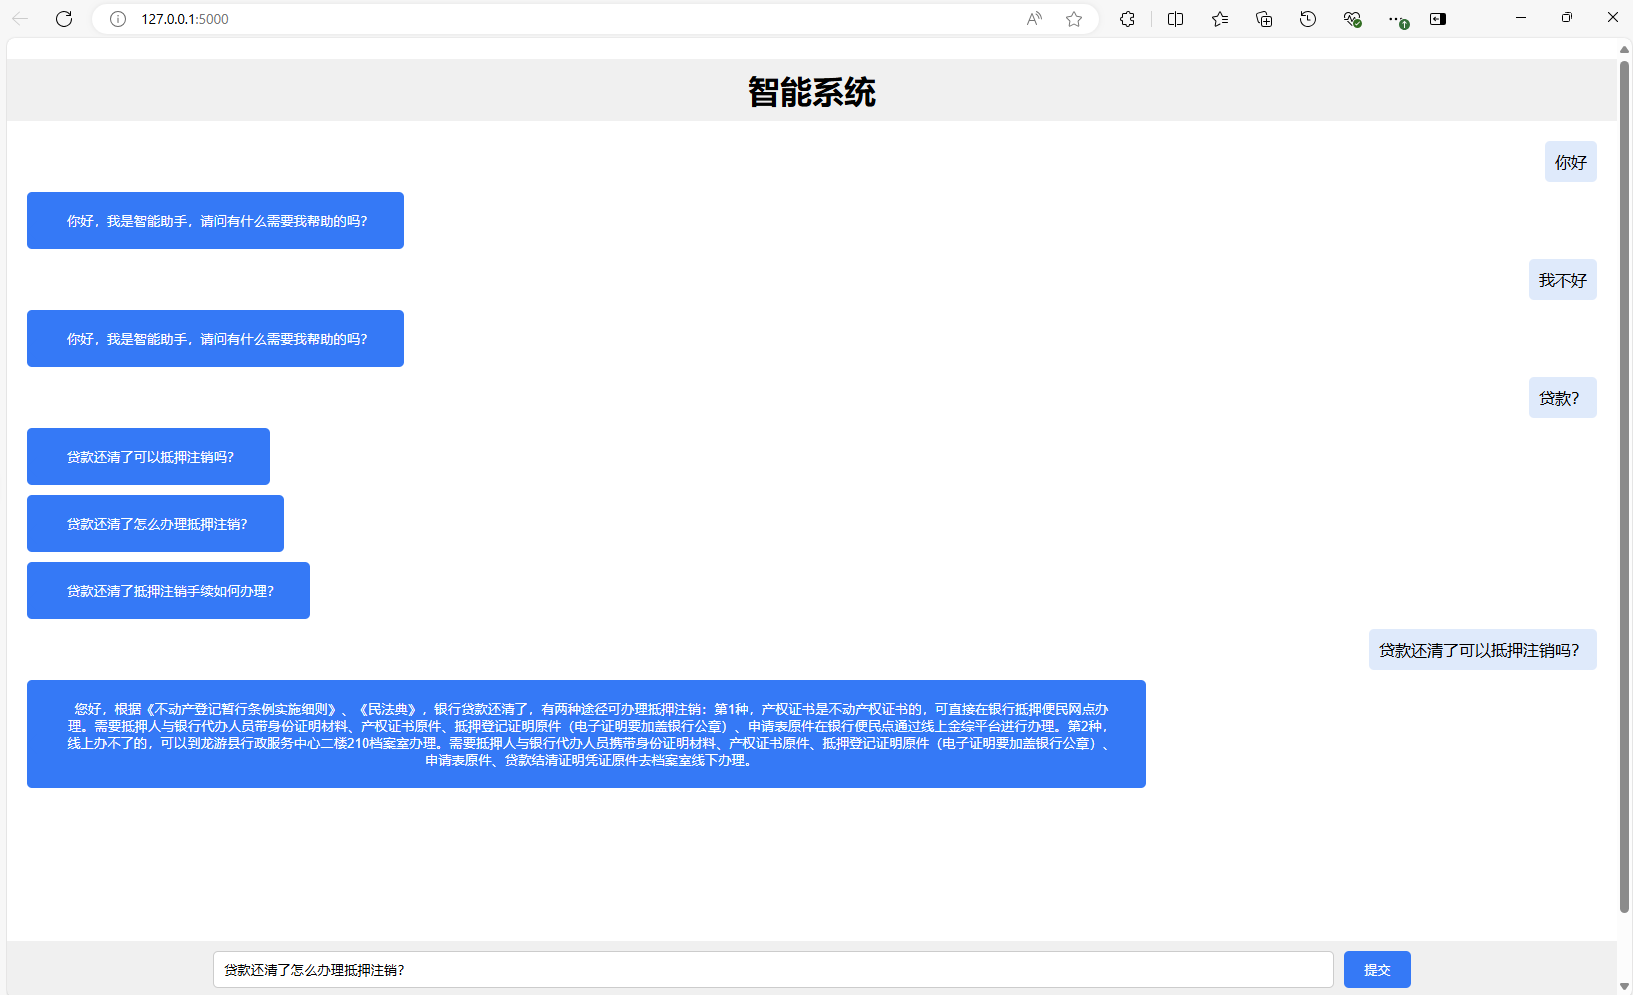 127.0.0.1:5000
智能系统
你好
你好，我是智能助手，请问有什么需要我帮助的吗？
我不好
你好，我是智能助手，请问有什么需要我帮助的吗？
贷款？
贷款还清了可以抵押注销吗？
贷款还清了怎么办理抵押注销？
贷款还清了抵押注销手续如何办理？
贷款还清了可以抵押注销吗？
您好，根据《不动产登记暂行条例实施细则》、《民法典》，银行贷款还清了，有两种途径可办理抵押注销：第1种，产权证书是不动产权证书的，可直接在银行抵押便民网点办
理。需要抵押人与银行代办人员带身份证明材料、产权证书原件、抵押登记证明原件（电子证明要加盖银行公章）、申请表原件在银行便民点通过线上金综平台进行办理。第2种，
线上办不了的，可以到龙游县行政服务中心二楼210档案室办理。需要抵押人与银行代办人员携带身份证明材料、产权证书原件、抵押登记证明原件（电子证明要加盖银行公章）、
申请表原件、贷款结清证明凭证原件去档案室线下办理。
贷款还清了怎么办理抵押注销？
提交